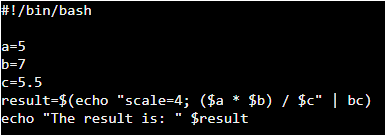 #!/bin/bash
a=5
b=7
c=5.5
result=$(echo "scale=4; ($a * $b) / $c" | bc)
echo "The result is: " $result